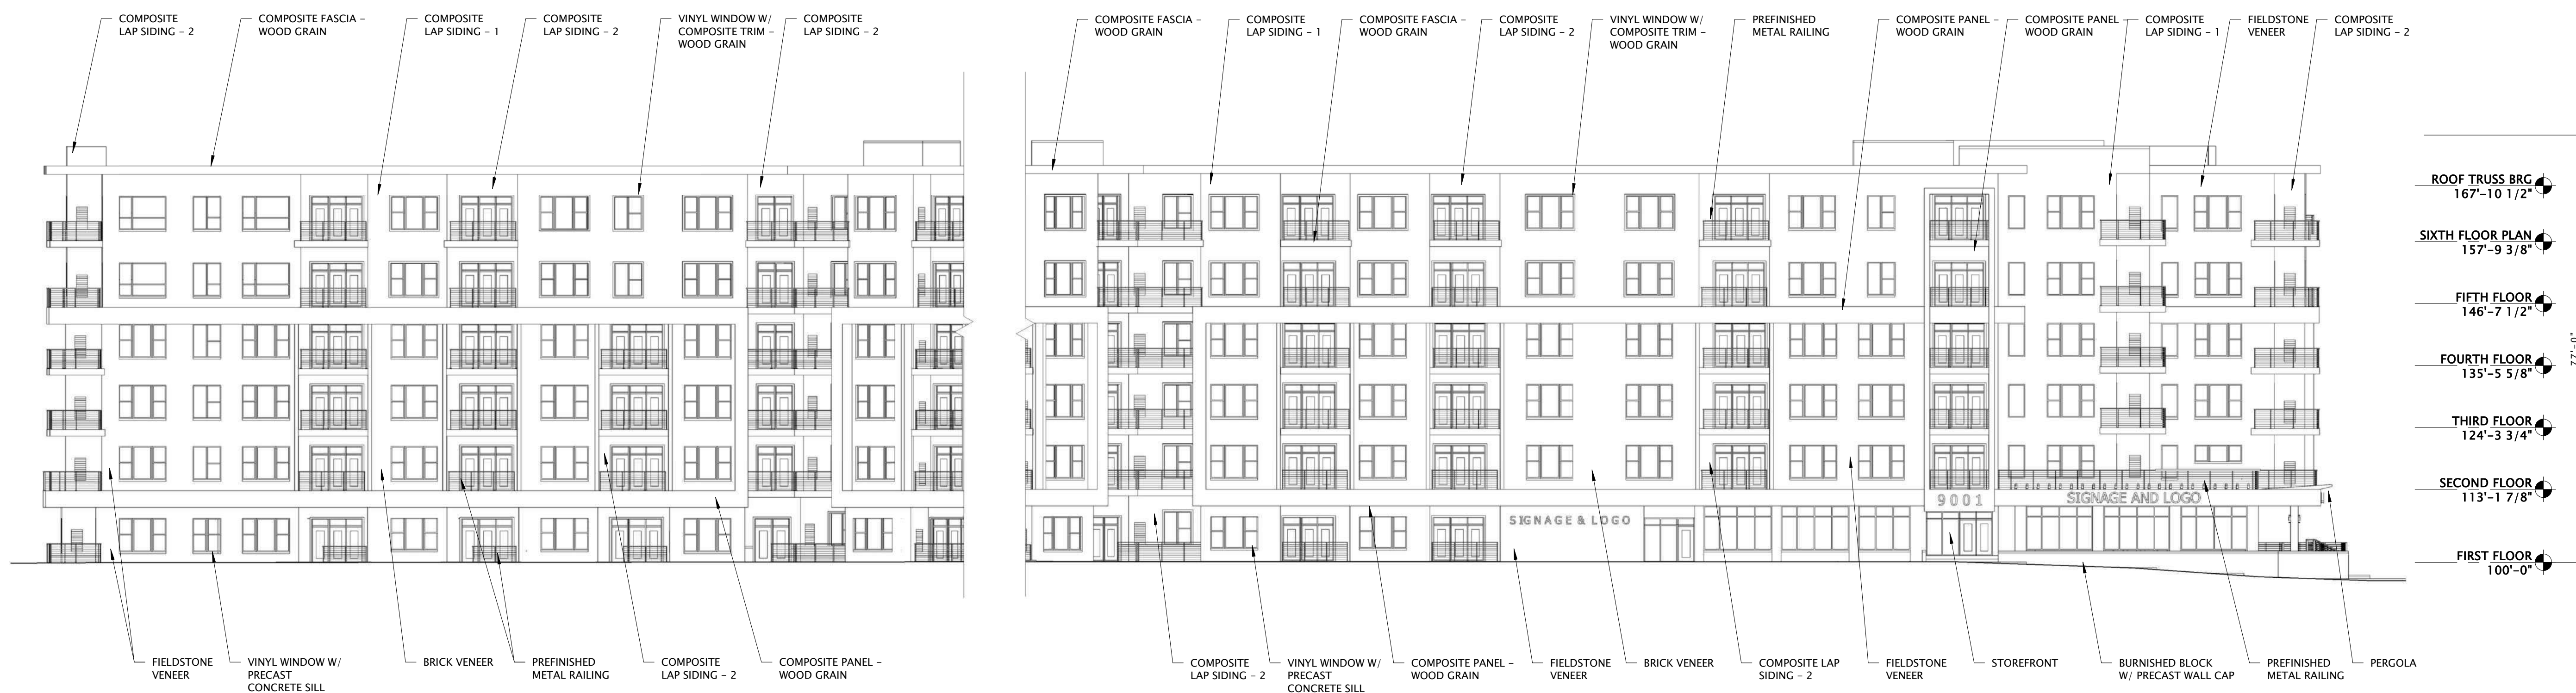 COMPOSITE
LAP SIDING - 2
COMPOSITE FASCIA -
WOOD GRAIN
COMPOSITE
LAP SIDING - 1
COMPOSITE
LAP SIDING - 2
VINYL WINDOW W/
COMPOSITE TRIM -
WOOD GRAIN
COMPOSITE
LAP SIDING - 2
COMPOSITE FASCIA -
WOOD GRAIN
COMPOSITE
LAP SIDING - 1
COMPOSITE FASCIA -
WOOD GRAIN
COMPOSITE
LAP SIDING - 2
VINYL WINDOW W/
COMPOSITE TRIM -
WOOD GRAIN
PREFINISHED
METAL RAILING
COMPOSITE PANEL -
WOOD GRAIN
COMPOSITE PANEL -
WOOD GRAIN
COMPOSITE
LAP SIDING - 1
FIELDSTONE
VENEER
COMPOSITE
LAP SIDING - 2
ROOF TRUSS BRG
167'-10 1/2"
SIXTH FLOOR PLAN
157'-9 3/8"
FIFTH FLOOR
146'-7 1/2"
FOURTH FLOOR
135'-5 5/8"
THIRD FLOOR
124'-3 3/4"
SECOND FLOOR
113'-1 7/8"
FIRST FLOOR
100'-0"
77'-0"
9001
SIGNAGE AND LOGO
SIGNAGE & LOGO
FIELDSTONE
VENEER
VINYL WINDOW W/
PRECAST
CONCRETE SILL
BRICK VENEER
PREFINISHED
METAL RAILING
COMPOSITE
LAP SIDING - 2
COMPOSITE PANEL -
WOOD GRAIN
COMPOSITE
LAP SIDING - 2
VINYL WINDOW W/
PRECAST
CONCRETE SILL
COMPOSITE PANEL -
WOOD GRAIN
FIELDSTONE
VENEER
BRICK VENEER
COMPOSITE LAP
SIDING - 2
FIELDSTONE
VENEER
STOREFRONT
BURNISHED BLOCK
W/ PRECAST WALL CAP
PREFINISHED
METAL RAILING
PERGOLA